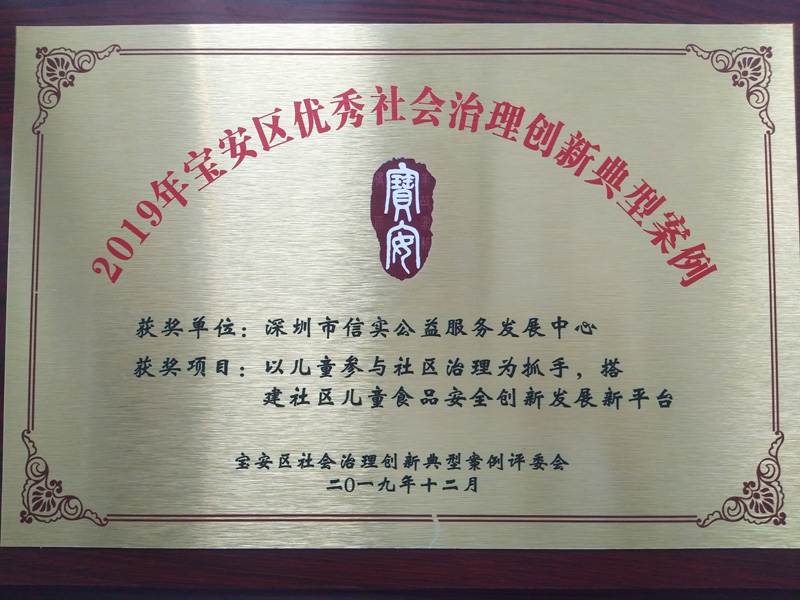 2019年宝安区优秀社会治理创新典型案例
寶安
获奖单位：深圳市信实公益服务发展中心
获奖项目：以儿童参与社区治理为抓手，搭
建社区儿童食品安全创新发展新平台
宝安区社会治理创新典型案例评委会
二0一九年十二月